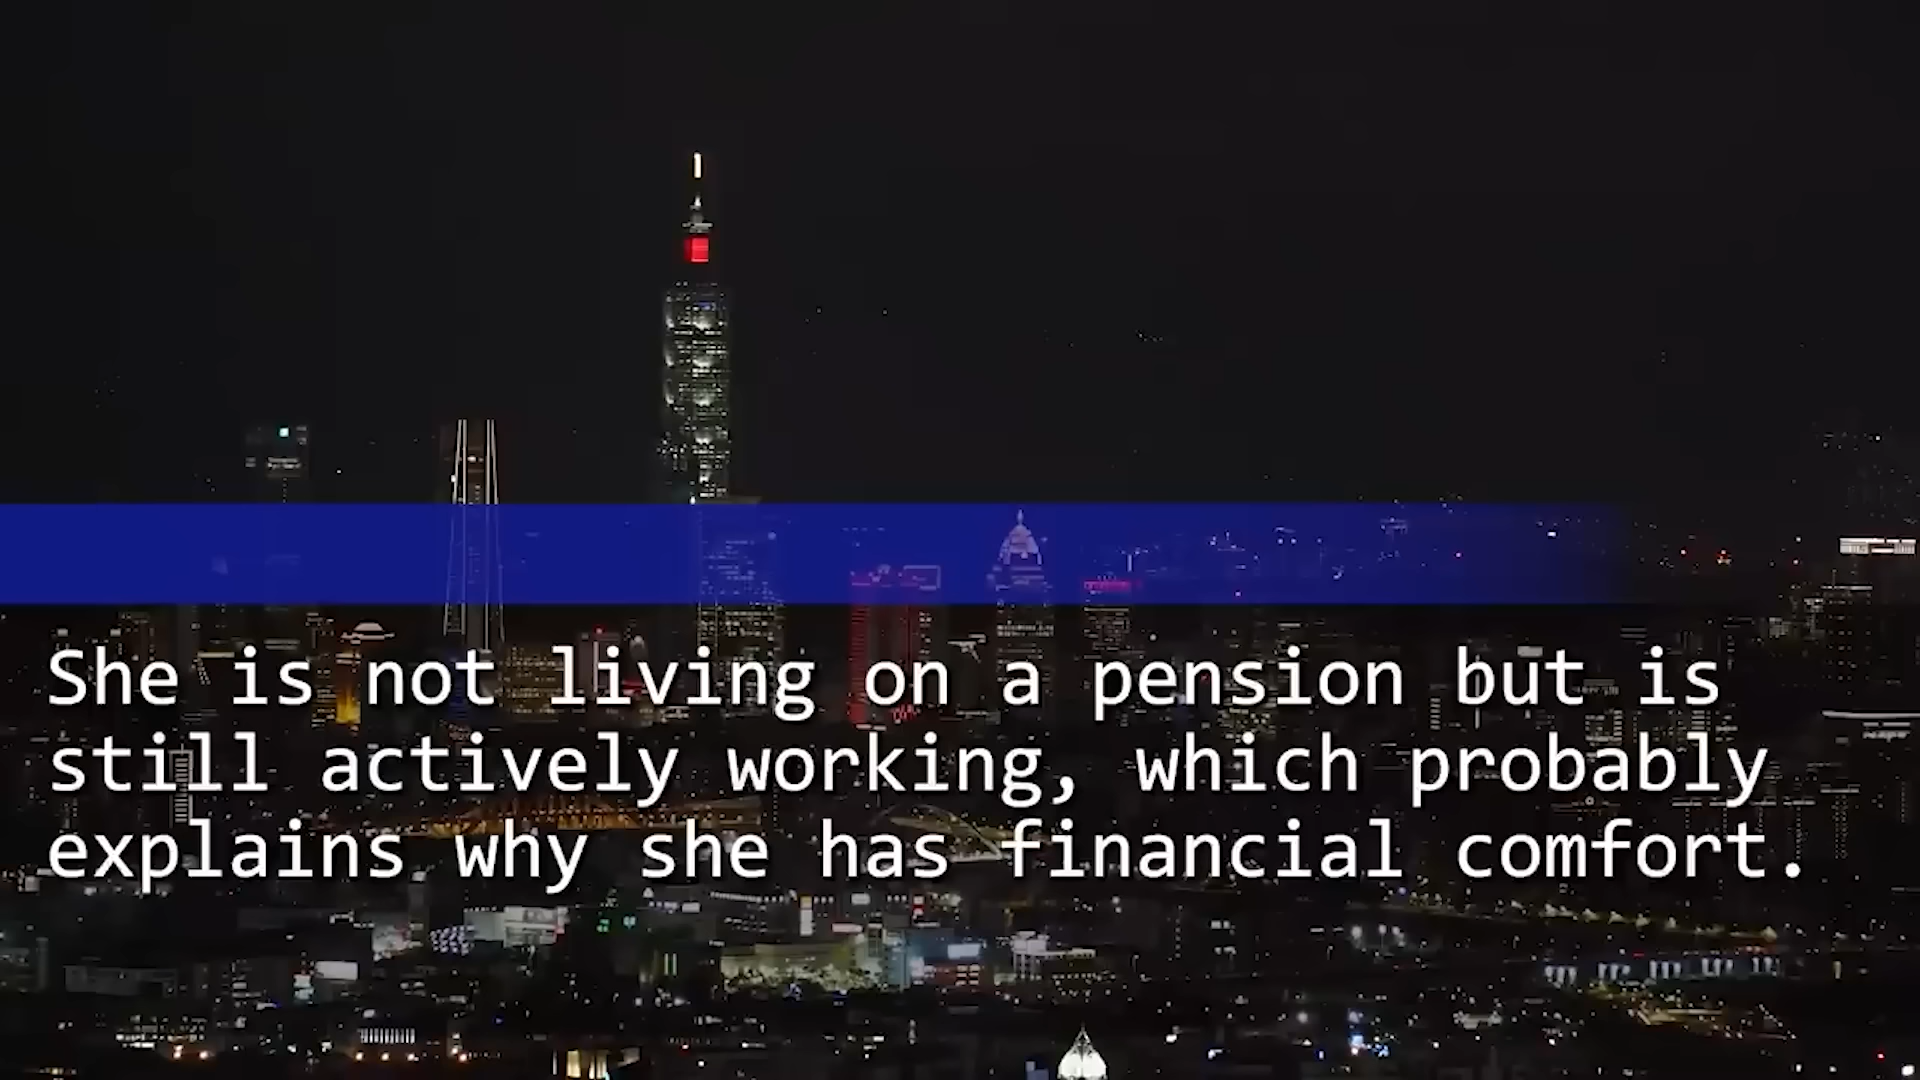 She is not living on a pension but is
still actively working, which probably
explains why she has financial comfort.